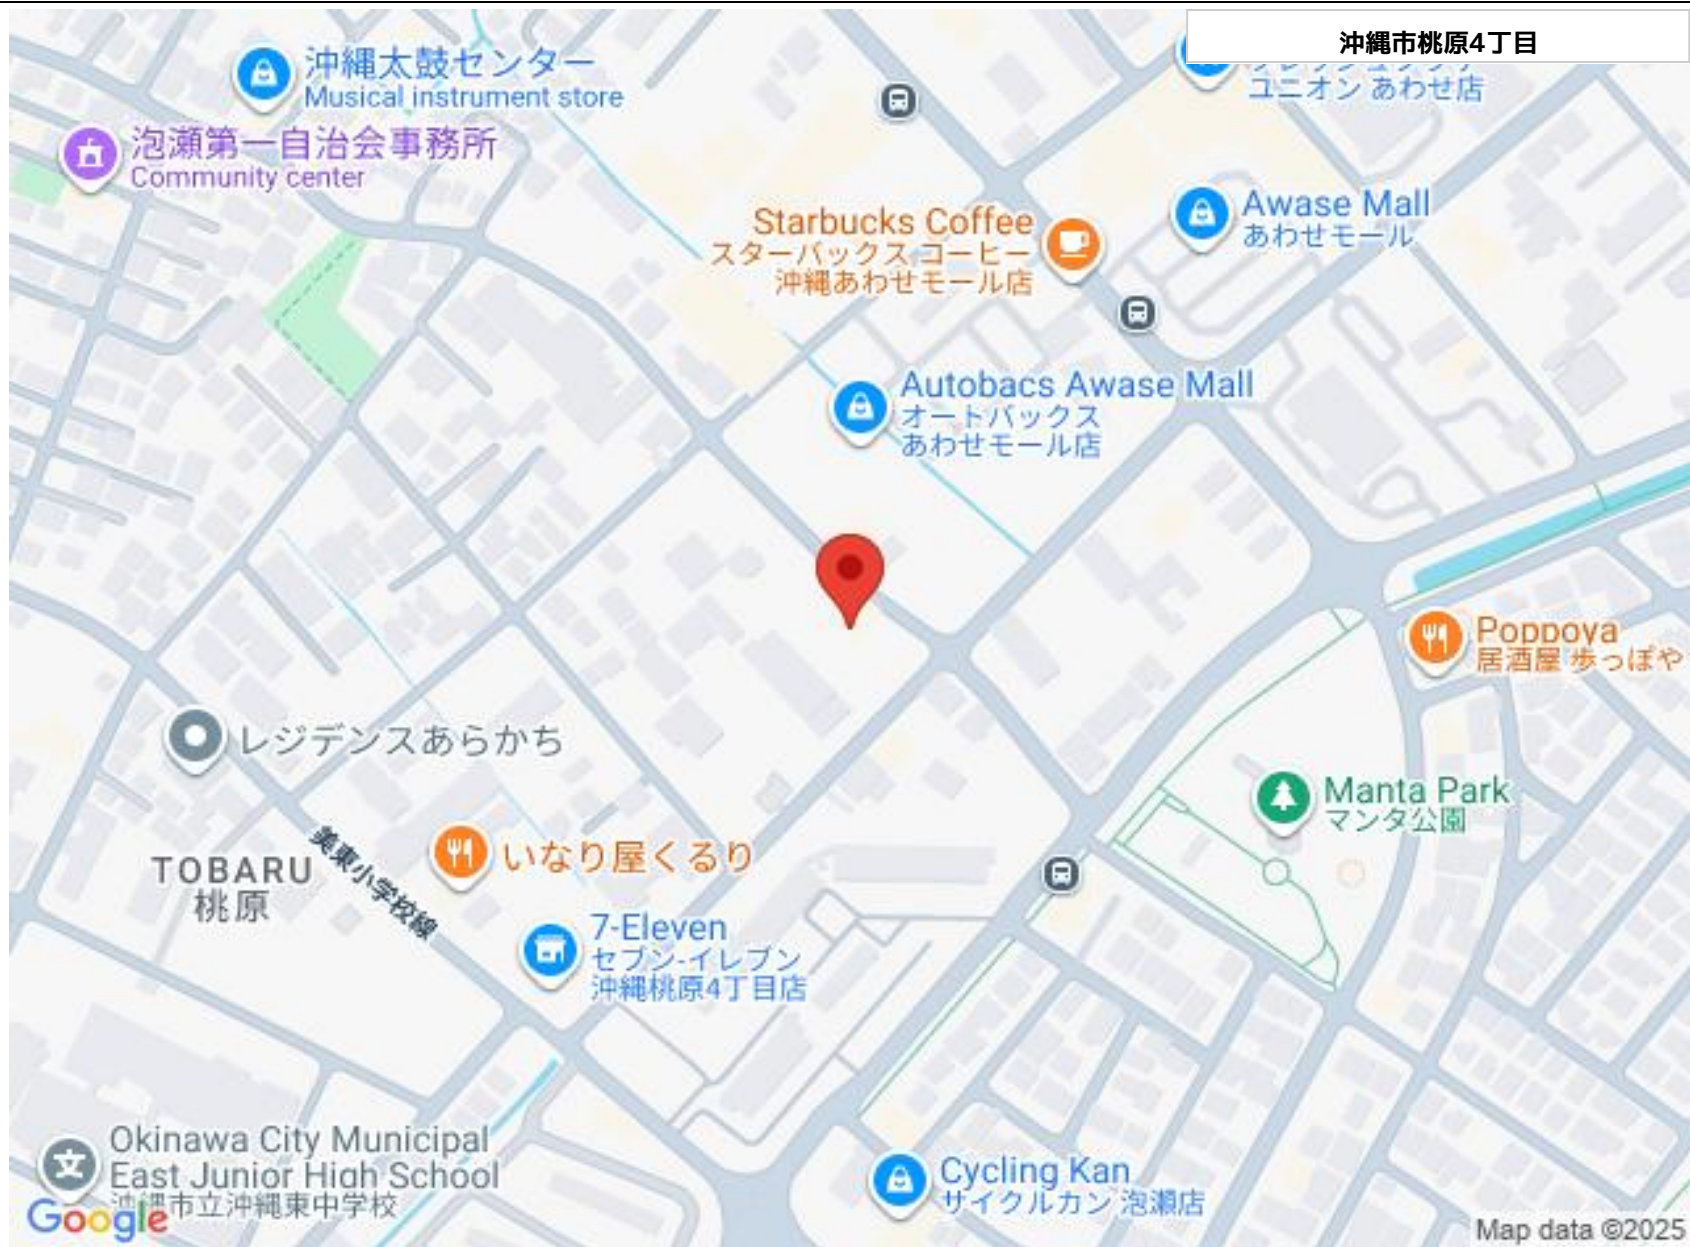 沖縄市桃原4丁目
沖縄太鼓センター
Musical instrument store
ユニオン あわせ店
泡瀬第一自治会事務所
Community center
Starbucks Coffee
スターバックス コーヒー
沖縄あわせモール店
Awase Mall
あわせモール
Autobacs Awase Mall
オートバックス
あわせモール店
Poppoya
居酒屋 歩っぽや
レジデンスあらかち
Manta Park
マンタ公園
TOBARU
桃原
美東小学校線
いなり屋くるり
7-Eleven
セブン-イレブン
沖縄桃原4丁目店
Okinawa City Municipal
East Junior High School
沖縄市立沖縄東中学校
Cycling Kan
サイクルカン 泡瀬店
Google
Map data ©2025